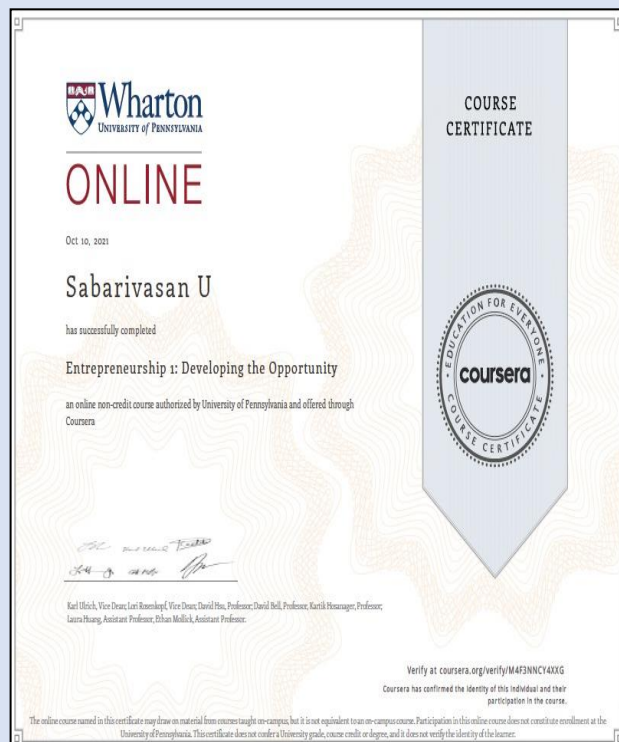 Wharton
UNIVERSITY of PENNSYLVANIA
ONLINE
Oct 10, 2021
Sabarivasan U
has successfully completed
Entrepreneurship 1: Developing the Opportunity
an online non-credit course authorized by University of Pennsylvania and offered through
Coursera
Karl Ulrich, Vice Dean; Lori Rosenkopf, Vice Dean; David Hsu, Professor; David Bell, Professor, Kartik Hosanager, Professor;
Laura Huang, Assistant Professor, Ethan Mollick, Assistant Professor.
COURSE
CERTIFICATE
EDUCATION FOR EVERYONE
coursera
COURSE CERTIFICATE
Verify at coursera.org/verify/M4F3NNCY4XXG
Coursera has confirmed the identity of this individual and their
participation in the course.
The online course named in this certificate may draw on material from courses taught on-campus, but it is not equivalent to an on-campus course. Participation in this online course does not constitute enrollment at the
University of Pennsylvania. This certificate does not confer a University grade, course credit or degree, and it does not verify the identity of the learner.